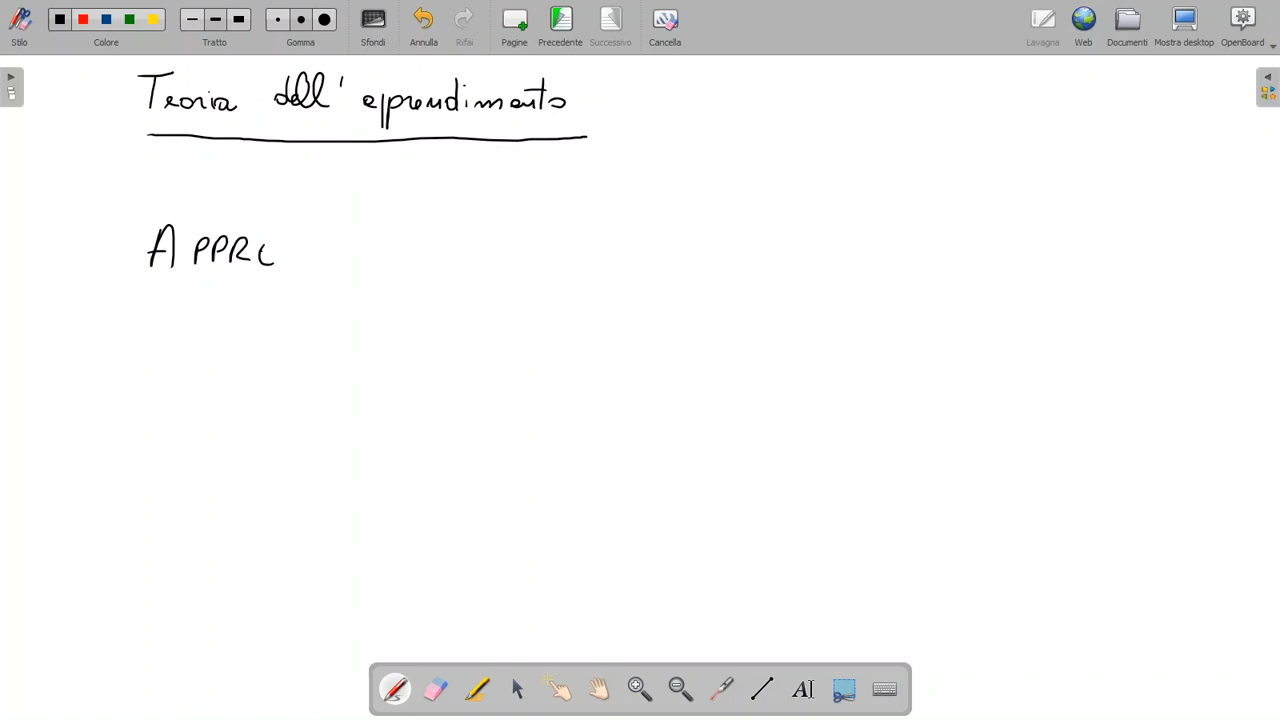 Stilo Colore Tratto Gomma Sfondi Annulla Rifai Pagine Precedente Successivo Cancella Lavagna Web Documenti Mostra desktop OpenBoard
Teoria dell' apprendimento
APPR